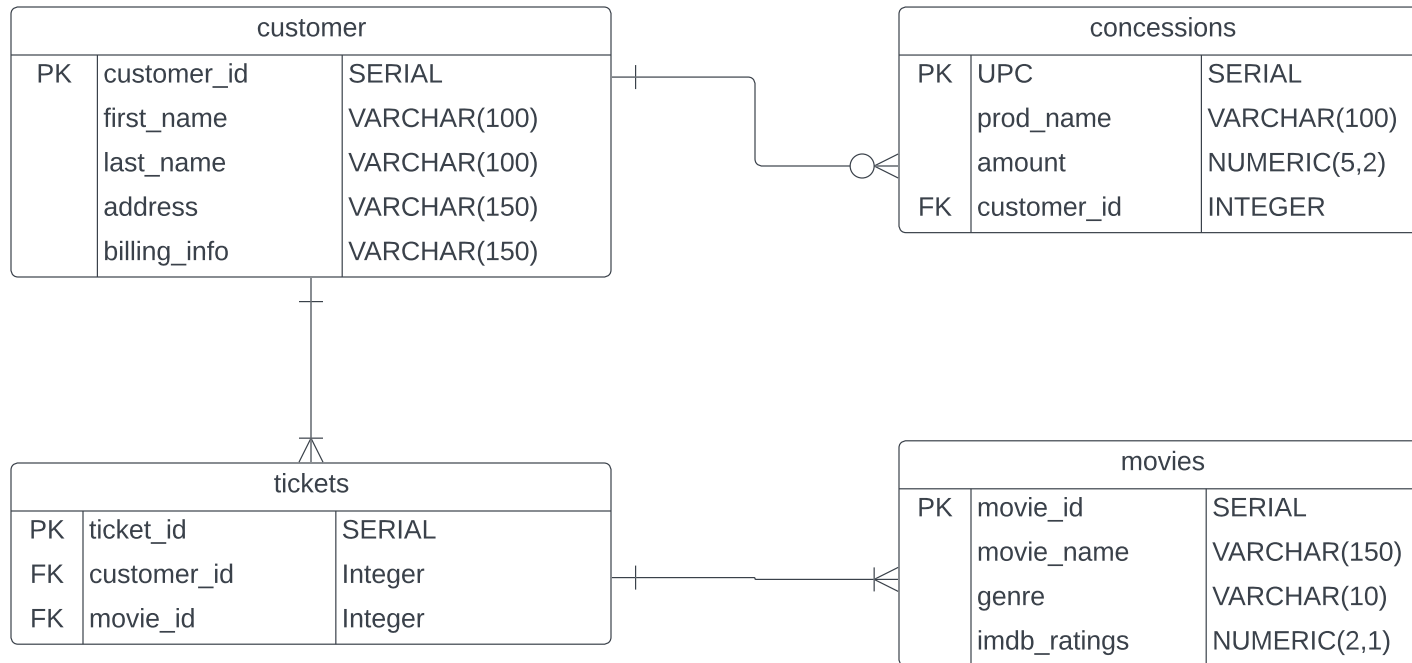 customer
PK customer_id SERIAL
first_name VARCHAR(100)
last_name VARCHAR(100)
address VARCHAR(150)
billing_info VARCHAR(150)
concessions
PK UPC SERIAL
prod_name VARCHAR(100)
amount NUMERIC(5,2)
FK customer_id INTEGER
tickets
PK ticket_id SERIAL
FK customer_id Integer
FK movie_id Integer
movies
PK movie_id SERIAL
movie_name VARCHAR(150)
genre VARCHAR(10)
imdb_ratings NUMERIC(2,1)